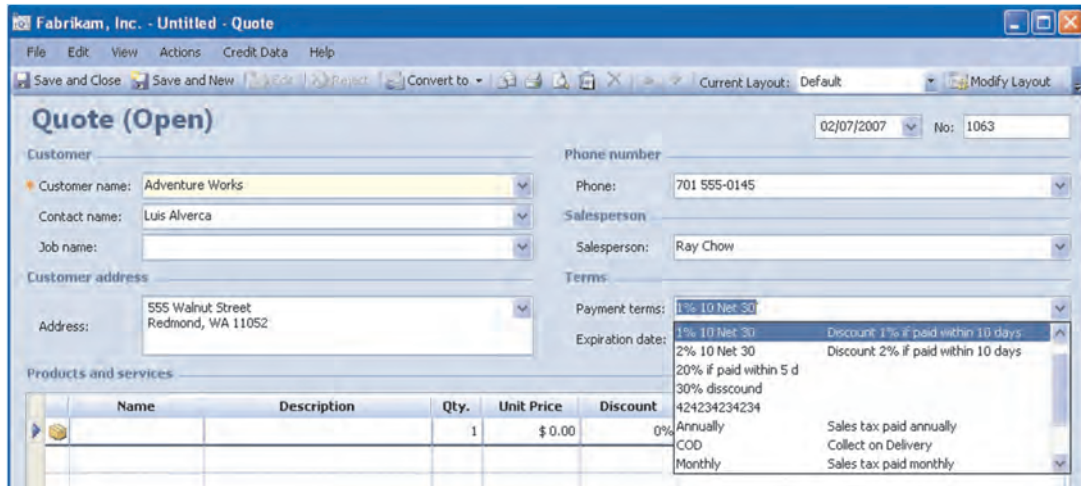 Fabrikam, Inc. - Untitled - Quote
File Edit View Actions Credit Data Help
Save and Close Save and New Edit Reject Convert to Current Layout: Default Modify Layout
Quote (Open) 02/07/2007 No: 1063
Customer Phone number
Customer name: Adventure Works Phone: 701 555-0145
Contact name: Luis Alverca Salesperson
Job name: Salesperson: Ray Chow
Customer address Terms
Address: 555 Walnut Street Payment terms: 1% 10 Net 30
Redmond, WA 11052
Expiration date:
1% 10 Net 30 Discount 1% if paid within 10 days
2% 10 Net 30 Discount 2% if paid within 10 days
20% if paid within 5 d
30% disscound
424234234234
Annually Sales tax paid annually
COD Collect on Delivery
Monthly Sales tax paid monthly
Products and services
Name Description Qty. Unit Price Discount
1 $ 0.00 0%